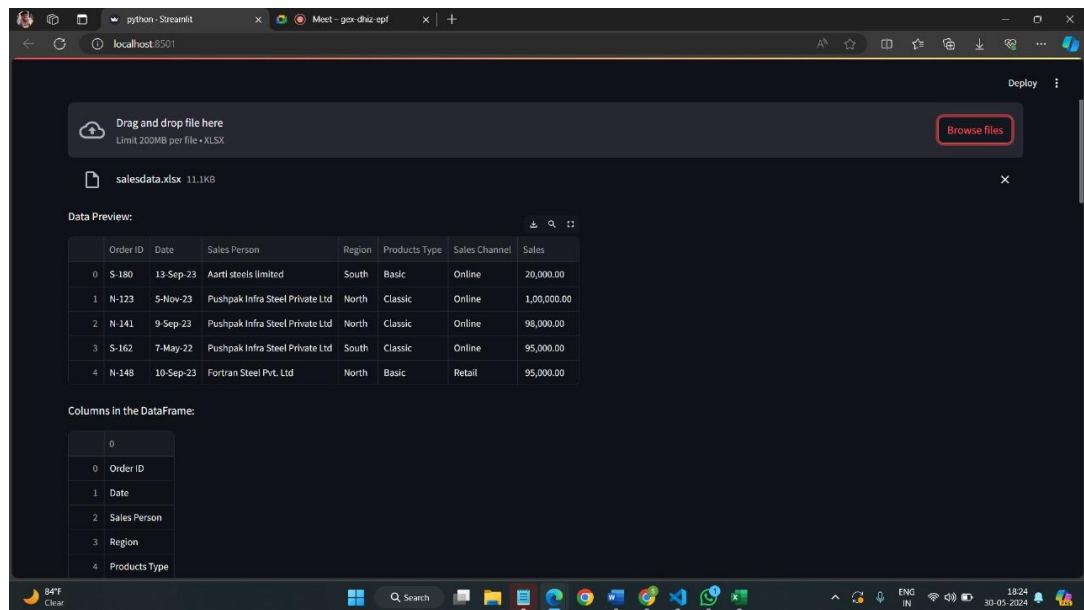 python · Streamlit
Meet – gex-dhiz-epf
localhost:8501
Deploy
Drag and drop file here
Limit 200MB per file • XLSX
Browse files
salesdata.xlsx 11.1KB
Data Preview:
Order ID Date Sales Person Region Products Type Sales Channel Sales
0 S-180 13-Sep-23 Aarti steels limited South Basic Online 20,000.00
1 N-123 5-Nov-23 Pushpak Infra Steel Private Ltd North Classic Online 1,00,000.00
2 N-141 9-Sep-23 Pushpak Infra Steel Private Ltd North Classic Online 98,000.00
3 S-162 7-May-22 Pushpak Infra Steel Private Ltd South Classic Online 95,000.00
4 N-148 10-Sep-23 Fortran Steel Pvt. Ltd North Basic Retail 95,000.00
Columns in the DataFrame:
0
0 Order ID
1 Date
2 Sales Person
3 Region
4 Products Type
84°F
Clear
Search
ENG
IN
18:24
30-05-2024